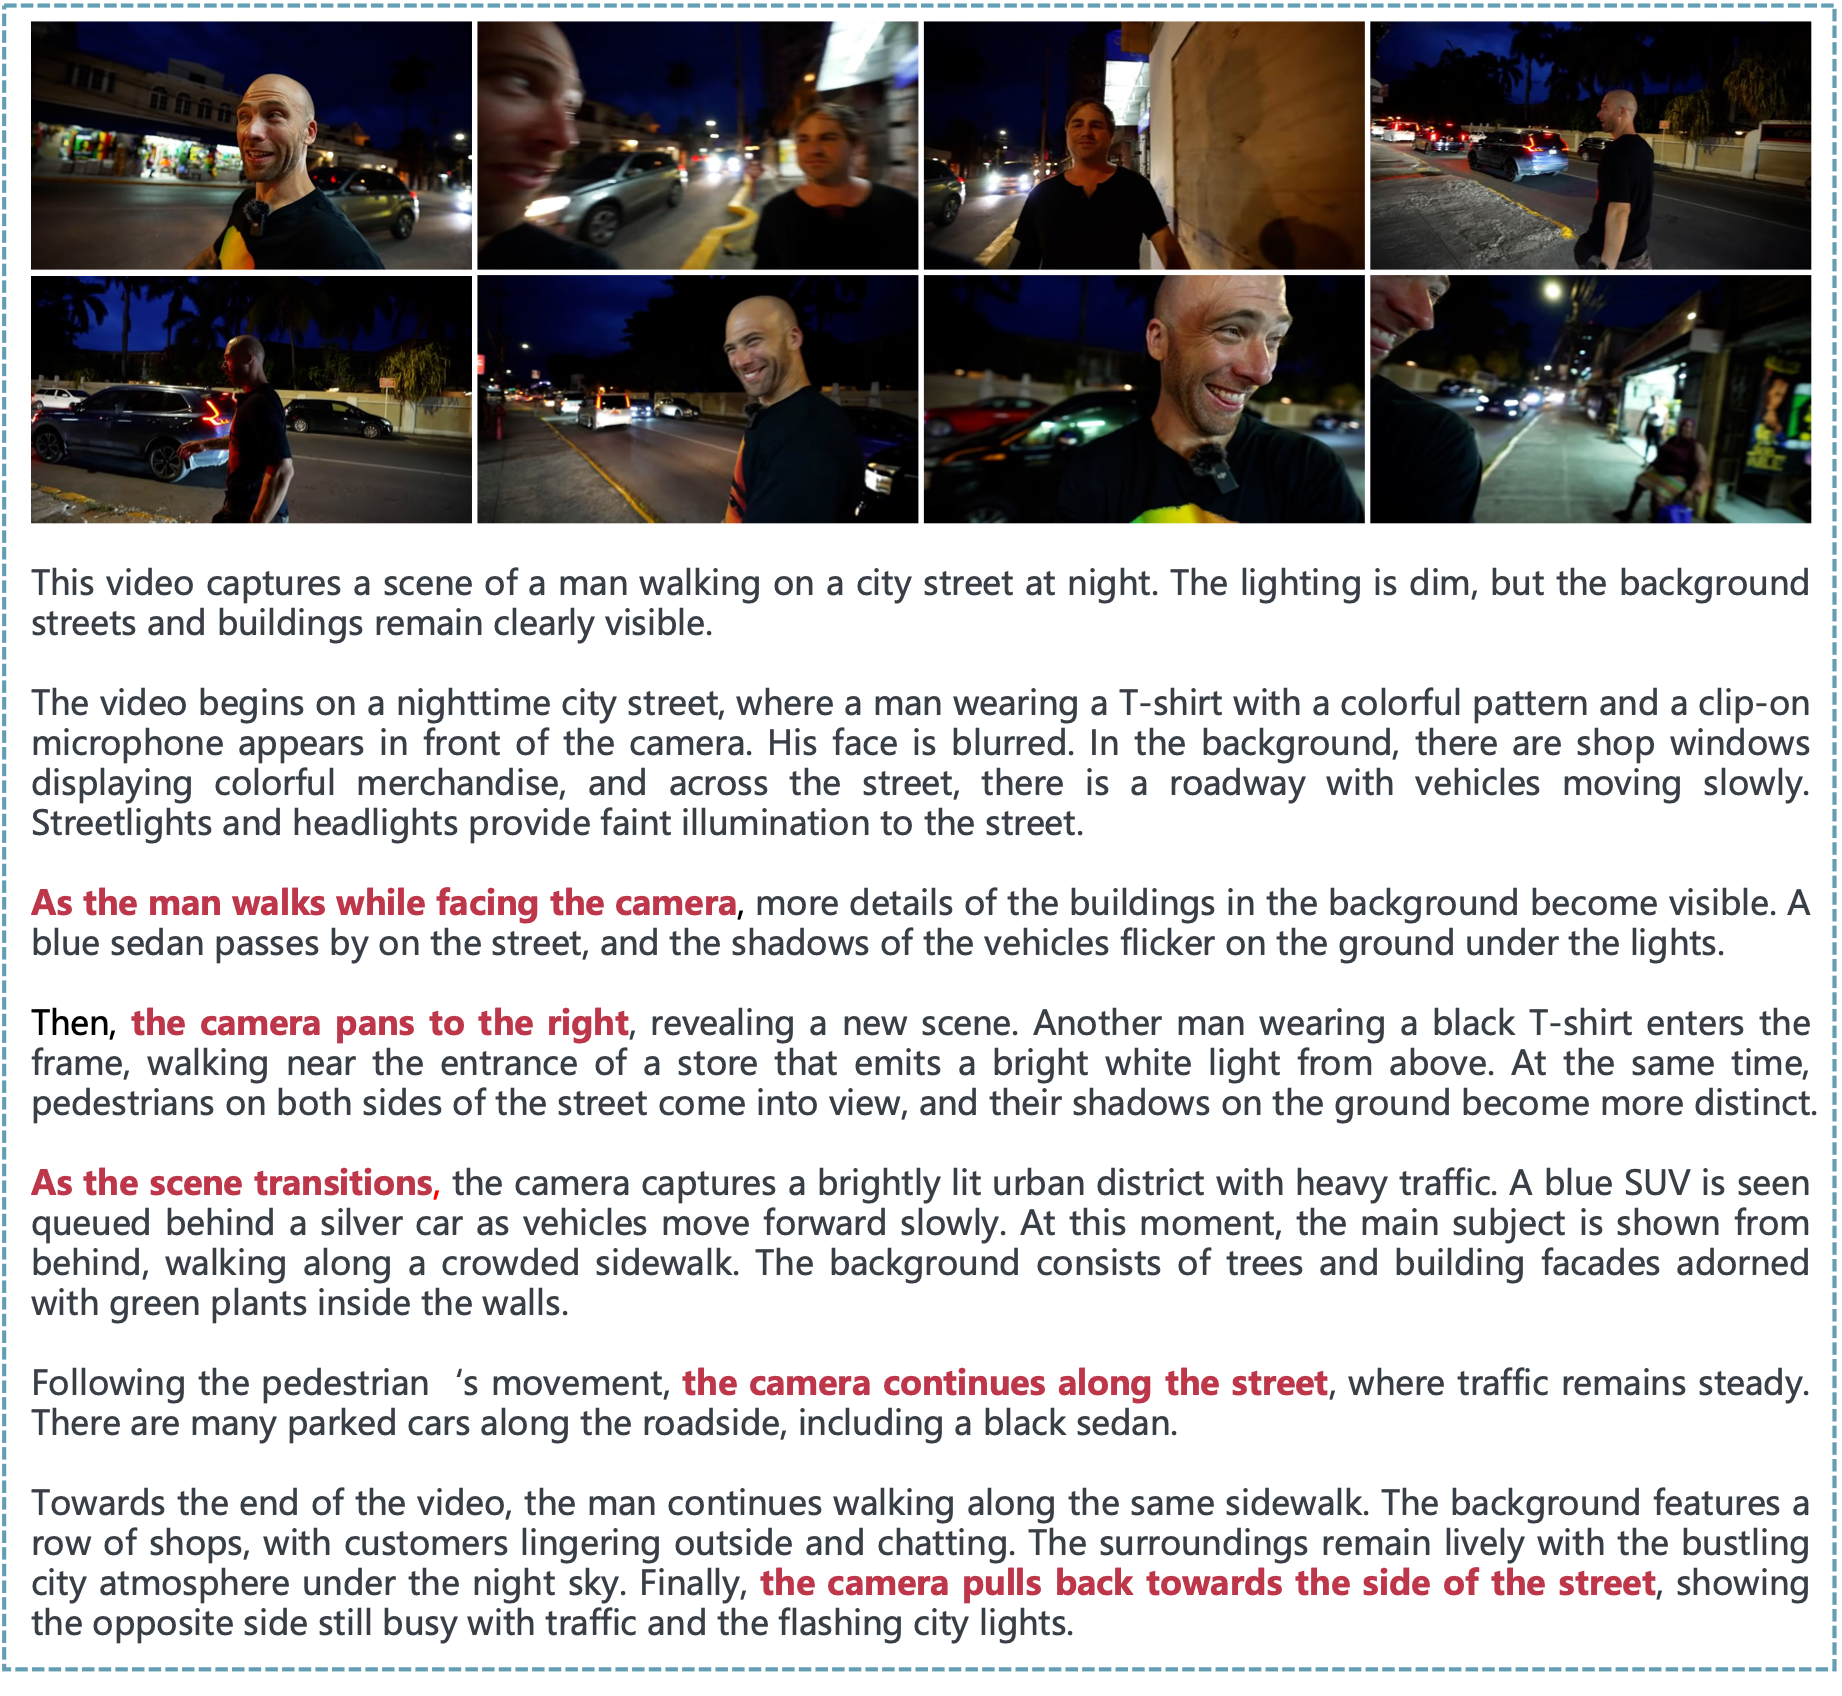 This video captures a scene of a man walking on a city street at night. The lighting is dim, but the background
streets and buildings remain clearly visible.
The video begins on a nighttime city street, where a man wearing a T-shirt with a colorful pattern and a clip-on
microphone appears in front of the camera. His face is blurred. In the background, there are shop windows
displaying colorful merchandise, and across the street, there is a roadway with vehicles moving slowly.
Streetlights and headlights provide faint illumination to the street.
As the man walks while facing the camera, more details of the buildings in the background become visible. A
blue sedan passes by on the street, and the shadows of the vehicles flicker on the ground under the lights.
Then, the camera pans to the right, revealing a new scene. Another man wearing a black T-shirt enters the
frame, walking near the entrance of a store that emits a bright white light from above. At the same time,
pedestrians on both sides of the street come into view, and their shadows on the ground become more distinct.
As the scene transitions, the camera captures a brightly lit urban district with heavy traffic. A blue SUV is seen
queued behind a silver car as vehicles move forward slowly. At this moment, the main subject is shown from
behind, walking along a crowded sidewalk. The background consists of trees and building facades adorned
with green plants inside the walls.
Following the pedestrian ‘s movement, the camera continues along the street, where traffic remains steady.
There are many parked cars along the roadside, including a black sedan.
Towards the end of the video, the man continues walking along the same sidewalk. The background features a
row of shops, with customers lingering outside and chatting. The surroundings remain lively with the bustling
city atmosphere under the night sky. Finally, the camera pulls back towards the side of the street, showing
the opposite side still busy with traffic and the flashing city lights.